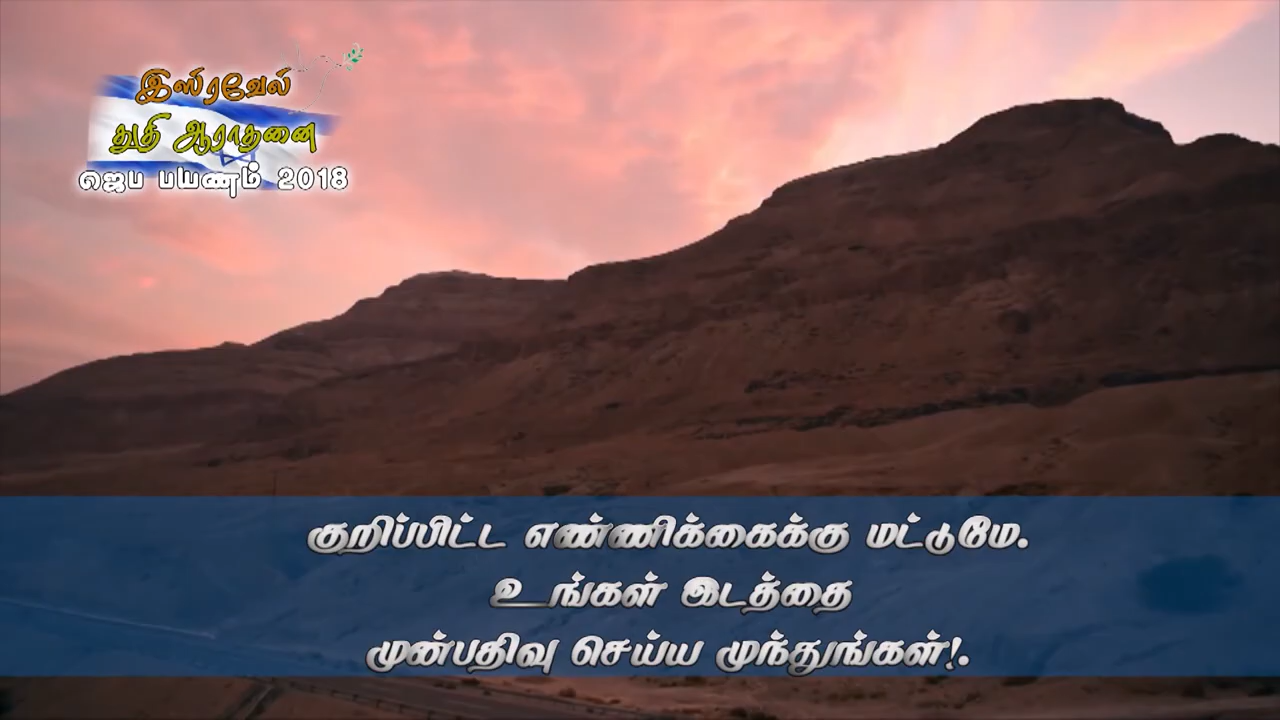 இஸ்ரவேல்
துதி ஆராதனை
ஜெப பயணம் 2018
குறிப்பிட்ட எண்ணிக்கைக்கு மட்டுமே.
உங்கள் இடத்தை
முன்பதிவு செய்ய முந்துங்கள்!.